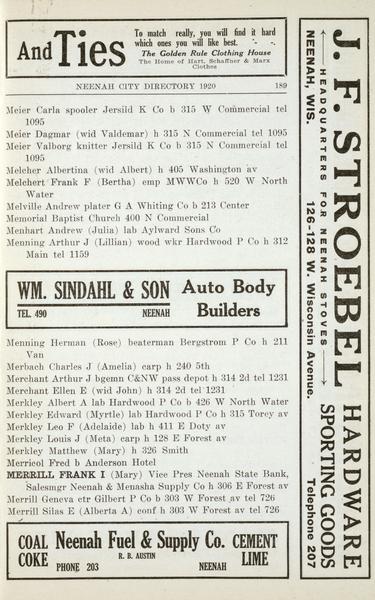 And Ties
To match really, you will find it hard
which ones you will like best.
The Golden Rule Clothing House
The Home of Hart, Schaffner & Marx
Clothes
NEENAH CITY DIRECTORY 1920 189
Meier Carla spooler Jersild K Co b 315 W Commercial tel
1095
Meier Dagmar (wid Valdemar) h 315 N Commercial tel 1095
Meier Valborg knitter Jersild K Co b 315 N Commercial tel
1095
Melcher Albertina (wid Albert) h 405 Washington av
Melchert Frank F (Bertha) emp MWWCo h 520 W North
Water
Melville Andrew plater G A Whiting Co b 213 Center
Memorial Baptist Church 400 N Commercial
Menhart Andrew (Julia) lab Aylward Sons Co
Menning Arthur J (Lillian) wood wkr Hardwood P Co h 312
Main tel 1159
WM. SINDAHL & SON
TEL. 490 NEENAH
Auto Body
Builders
Menning Herman (Rose) beaterman Bergstrom P Co h 211
Van
Merbach Charles J (Amelia) carp h 240 5th
Merchant Arthur J bgemn C&NW pass depot h 314 2d tel 1231
Merchant Ellen E (wid John) h 314 2d tel 1231
Merkley Albert A lab Hardwood P Co b 426 W North Water
Merkley Edward (Myrtle) lab Hardwood P Co h 315 Torey av
Merkley Leo F (Adelaide) lab h 411 E Doty av
Merkley Louis J (Meta) carp h 128 E Forest av
Merkley Matthew (Mary) h 326 Smith
Merricol Fred b Anderson Hotel
MERRILL FRANK I (Mary) Vice Pres Neenah State Bank,
Salesmgr Neenah & Menasha Supply Co h 306 E Forest av
Merrill Geneva ctr Gilbert P Co b 303 W Forest av tel 726
Merrill Silas E (Alberta A) conf h 303 W Forest av tel 726
COAL
COKE
Neenah Fuel & Supply Co.
R. B. AUSTIN
PHONE 203 NEENAH
CEMENT
LIME
J. F. STROEBEL HARDWARE
SPORTING GOODS
HEADQUARTERS FOR NEENAH STOVES
NEENAH, WIS. 126-128 W. Wisconsin Avenue. Telephone 207